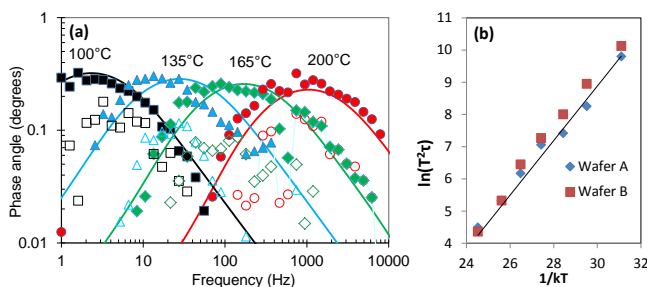 (a)
100°C
135°C
165°C
200°C
1
0.1
0.01
Phase angle (degrees)
1
10
100
1000
10000
Frequency (Hz)
(b)
11
10
9
8
7
6
5
4
ln(T²τ)
Wafer A
Wafer B
24
26
28
30
32
1/kT